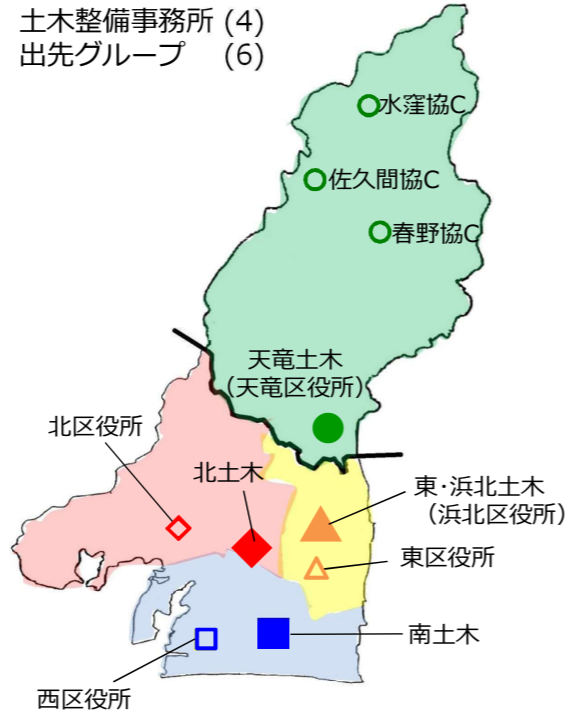 土木整備事務所 (4)
出先グループ (6)
水窪協C
佐久間協C
春野協C
天竜土木
(天竜区役所)
北区役所
北土木
東・浜北土木
(浜北区役所)
東区役所
南土木
西区役所